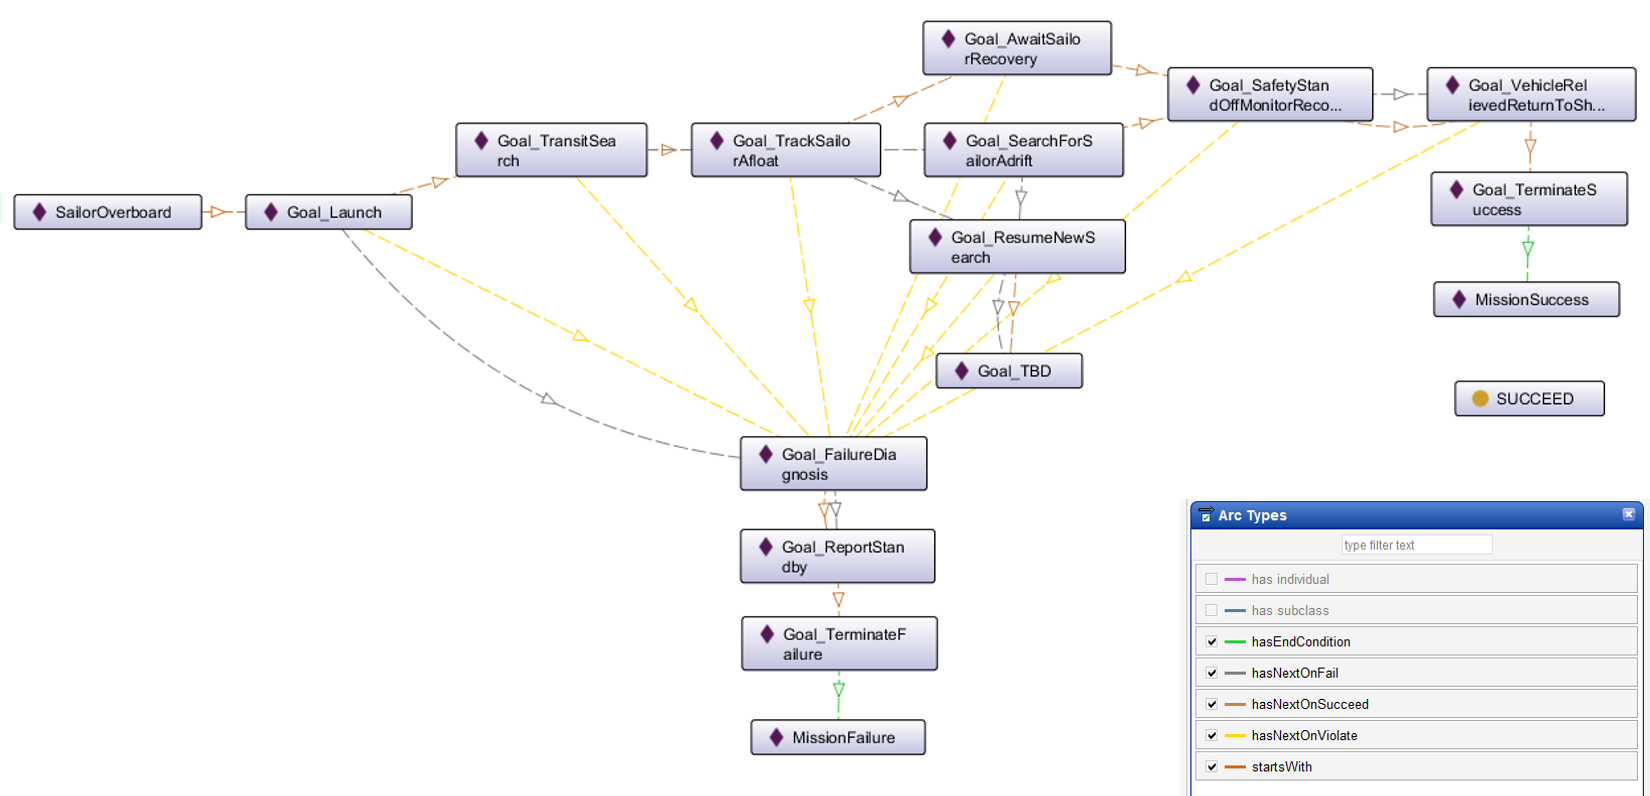 Goal_AwaitSailo
rRecovery
Goal_SafetyStan
dOffMonitorReco...
Goal_VehicleRel
ievedReturnToSh...
Goal_TransitSea
rch
Goal_TrackSailo
rAfloat
Goal_SearchForS
ailorAdrift
SailorOverboard
Goal_Launch
Goal_TerminateS
uccess
Goal_ResumeNewS
earch
MissionSuccess
Goal_TBD
SUCCEED
Goal_FailureDia
gnosis
Goal_ReportStan
dby
Goal_TerminateF
ailure
MissionFailure
Arc Types
type filter text
has individual
has subclass
hasEndCondition
hasNextOnFail
hasNextOnSucceed
hasNextOnViolate
startsWith